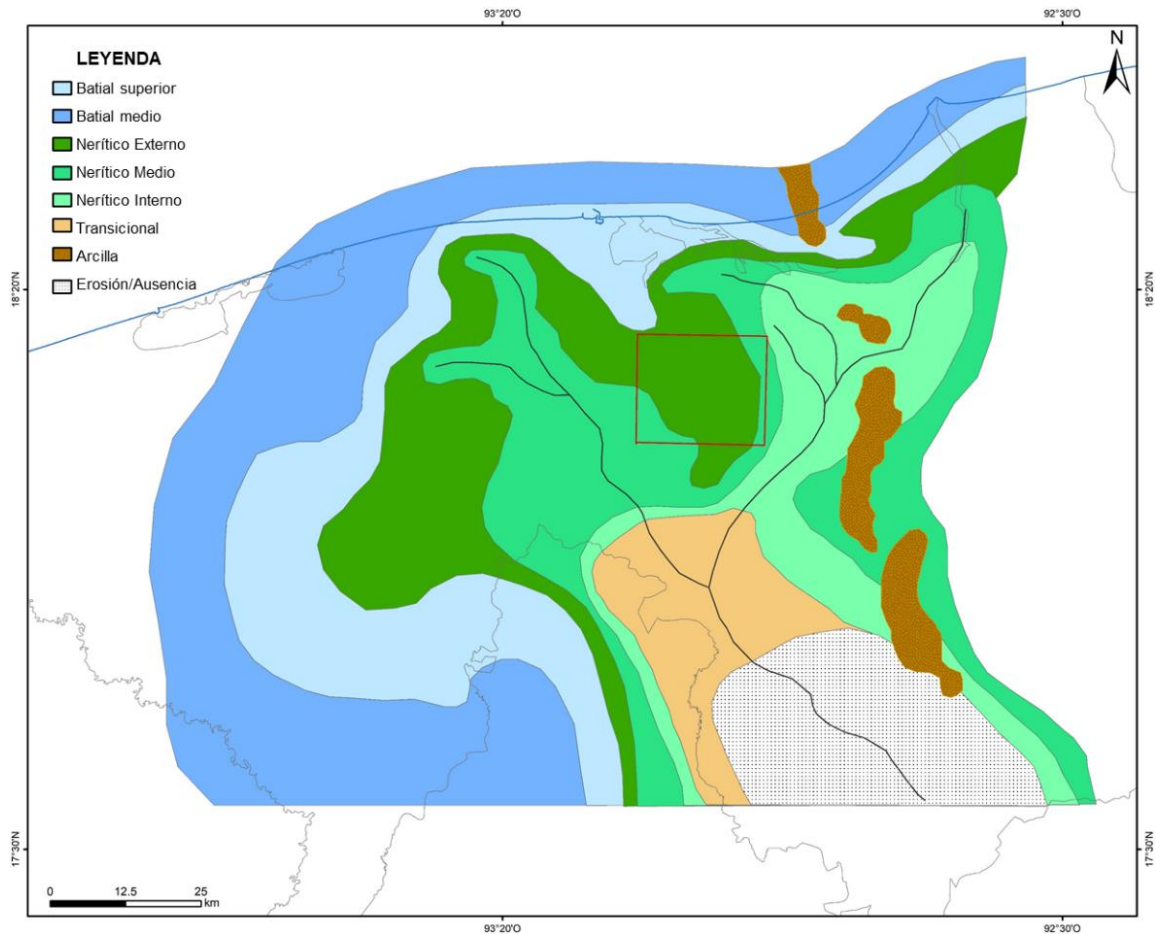 93°20'O
92°30'O
N
LEYENDA
Batial superior
Batial medio
Nerítico Externo
Nerítico Medio
Nerítico Interno
Transicional
Arcilla
Erosión/Ausencia
18°20'N
18°20'N
17°30'N
17°30'N
0
12.5
25
km
93°20'O
92°30'O